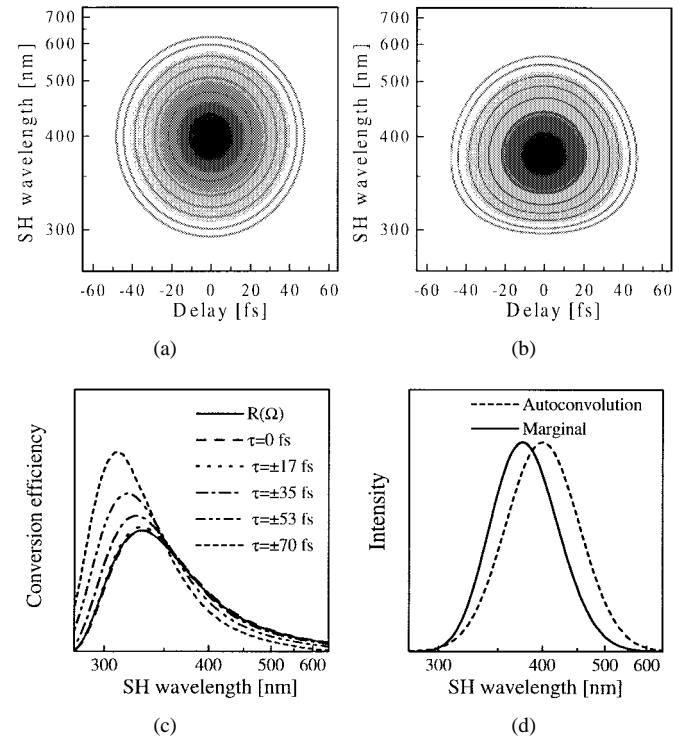 SH wavelength [nm]
700
600
500
400
300
-60 -40 -20 0 20 40 60
Delay [fs]
(a)
SH wavelength [nm]
700
600
500
400
300
-60 -40 -20 0 20 40 60
Delay [fs]
(b)
Conversion efficiency
R(Ω)
τ=0 fs
τ=±17 fs
τ=±35 fs
τ=±53 fs
τ=±70 fs
300 400 500 600
SH wavelength [nm]
(c)
Intensity
Autoconvolution
Marginal
300 400 500 600
SH wavelength [nm]
(d)